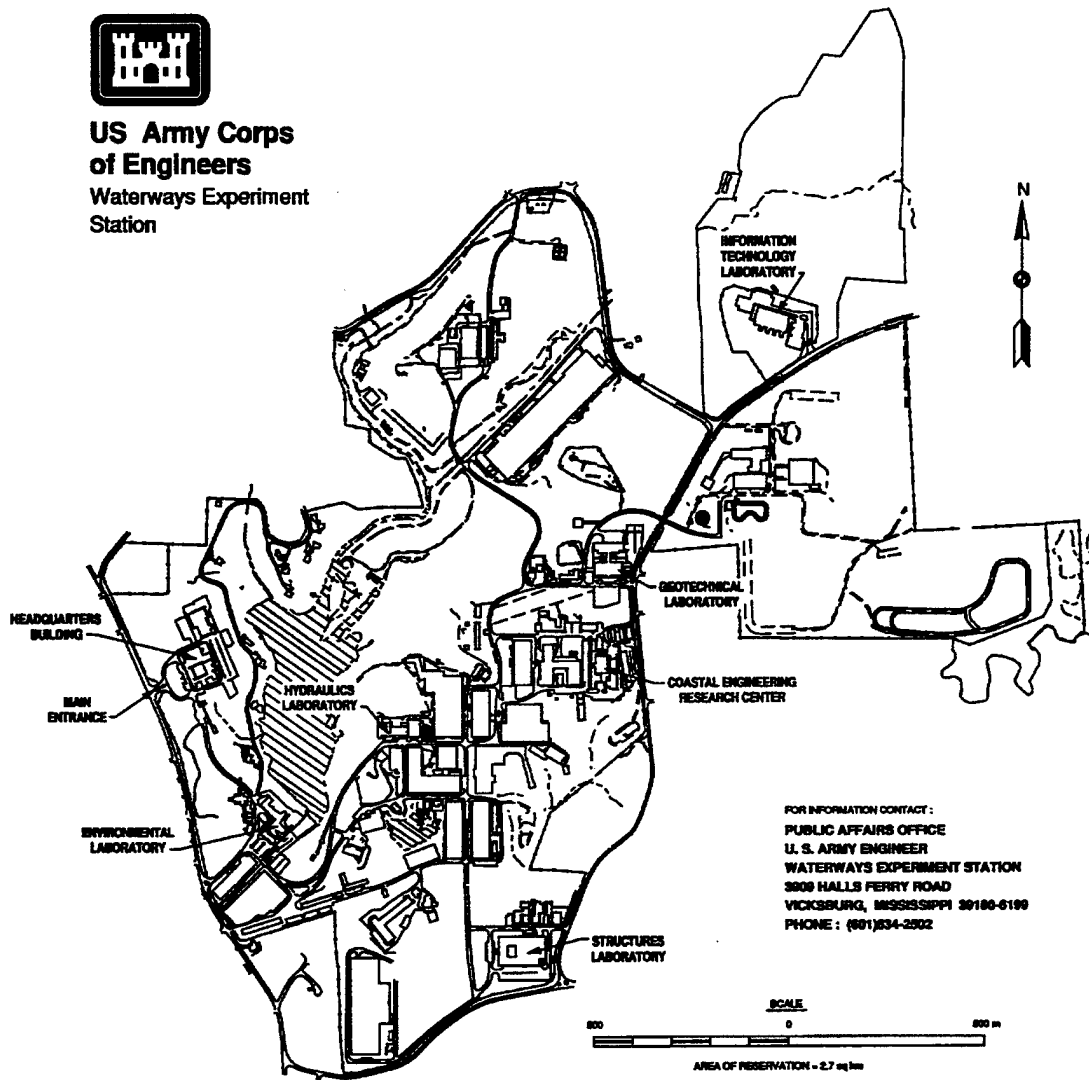 US Army Corps
of Engineers
Waterways Experiment
Station
N
INFORMATION
TECHNOLOGY
LABORATORY
GEOTECHNICAL
LABORATORY
HEADQUARTERS
BUILDING
MAIN
ENTRANCE
HYDRAULICS
LABORATORY
COASTAL ENGINEERING
RESEARCH CENTER
ENVIRONMENTAL
LABORATORY
STRUCTURES
LABORATORY
FOR INFORMATION CONTACT :
PUBLIC AFFAIRS OFFICE
U. S. ARMY ENGINEER
WATERWAYS EXPERIMENT STATION
3909 HALLS FERRY ROAD
VICKSBURG, MISSISSIPPI 39180-6199
PHONE : (601)634-2502
SCALE
0
AREA OF RESERVATION = 2.7 sq km